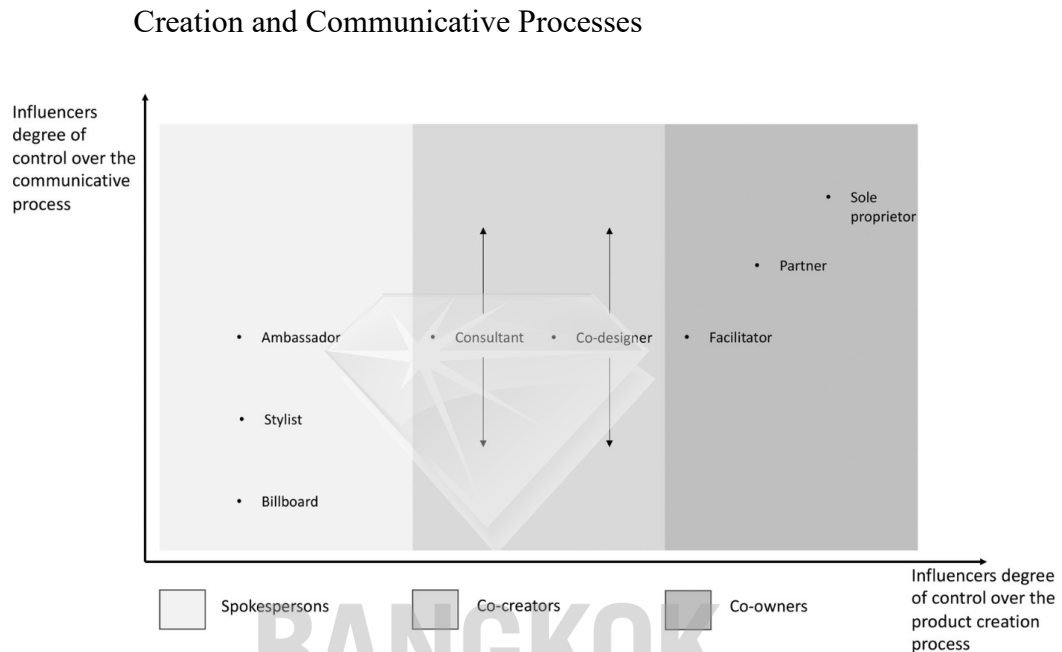 Creation and Communicative Processes
Influencers
degree of
control over the
communicative
process
• Sole
proprietor
• Partner
• Ambassador
• Consultant
• Co-designer
• Facilitator
• Stylist
• Billboard
Influencers degree
of control over the
product creation
process
Spokespersons
Co-creators
Co-owners
BANGKOK